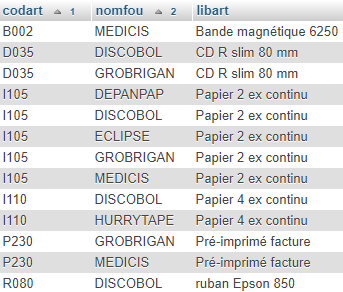 codart 1 nomfou 2 libart
B002 MEDICIS Bande magnétique 6250
D035 DISCOBOL CD R slim 80 mm
D035 GROBRIGAN CD R slim 80 mm
I105 DEPANPAP Papier 2 ex continu
I105 DISCOBOL Papier 2 ex continu
I105 ECLIPSE Papier 2 ex continu
I105 GROBRIGAN Papier 2 ex continu
I105 MEDICIS Papier 2 ex continu
I110 DISCOBOL Papier 4 ex continu
I110 HURRYTAPE Papier 4 ex continu
P230 GROBRIGAN Pré-imprimé facture
P230 MEDICIS Pré-imprimé facture
R080 DISCOBOL ruban Epson 850